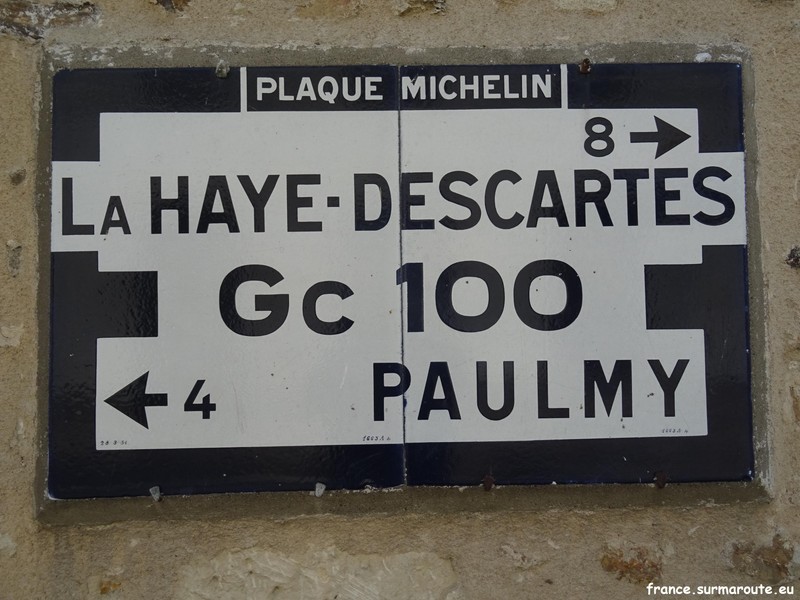 PLAQUE MICHELIN
8 →
LA HAYE-DESCARTES
Gc 100
← 4 PAULMY
france.surmaroute.eu